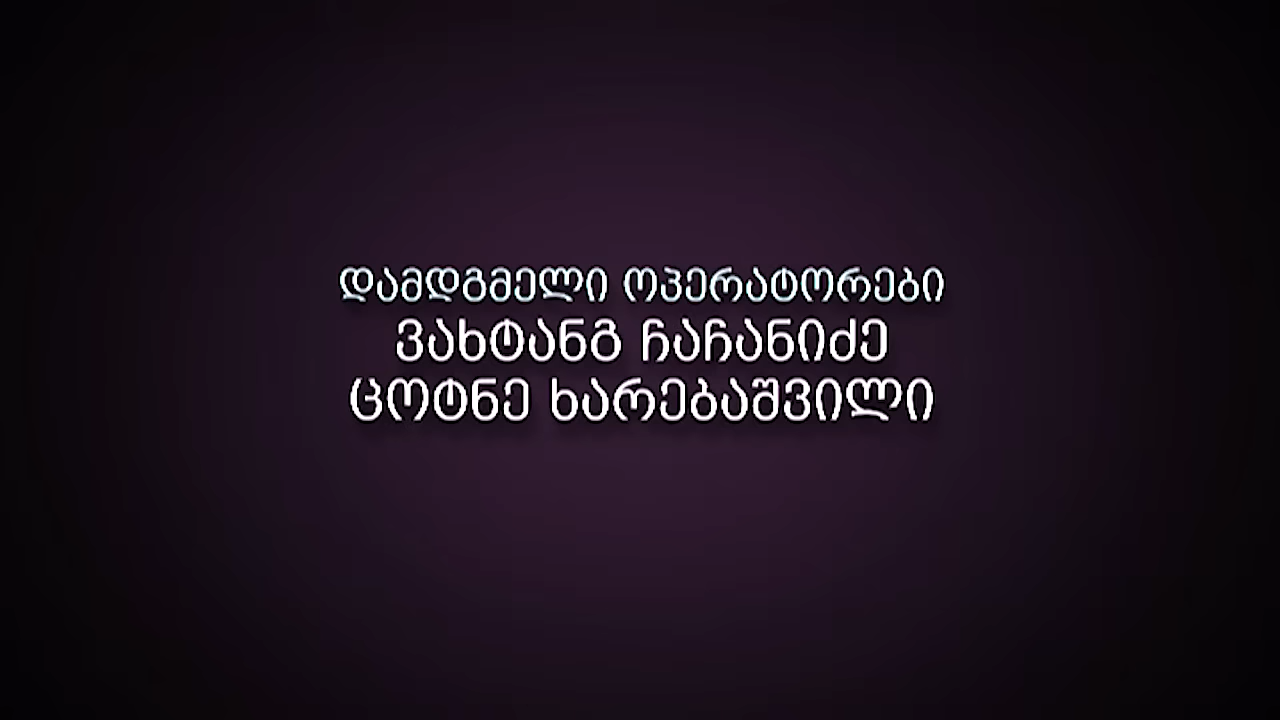 დამდგმელი ოპერატორები
ვახტანგ ჩაჩანიძე
ცოტნე ხარებაშვილი